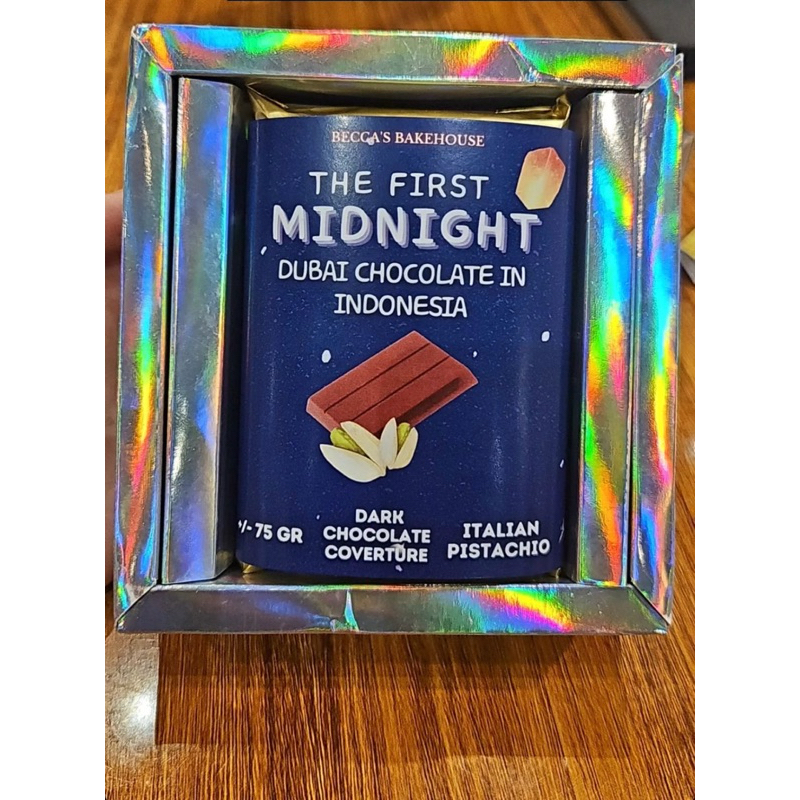 BECCA'S BAKEHOUSE
THE FIRST
MIDNIGHT
DUBAI CHOCOLATE IN
INDONESIA
+/- 75 GR
DARK
CHOCOLATE
COVERTURE
ITALIAN
PISTACHIO